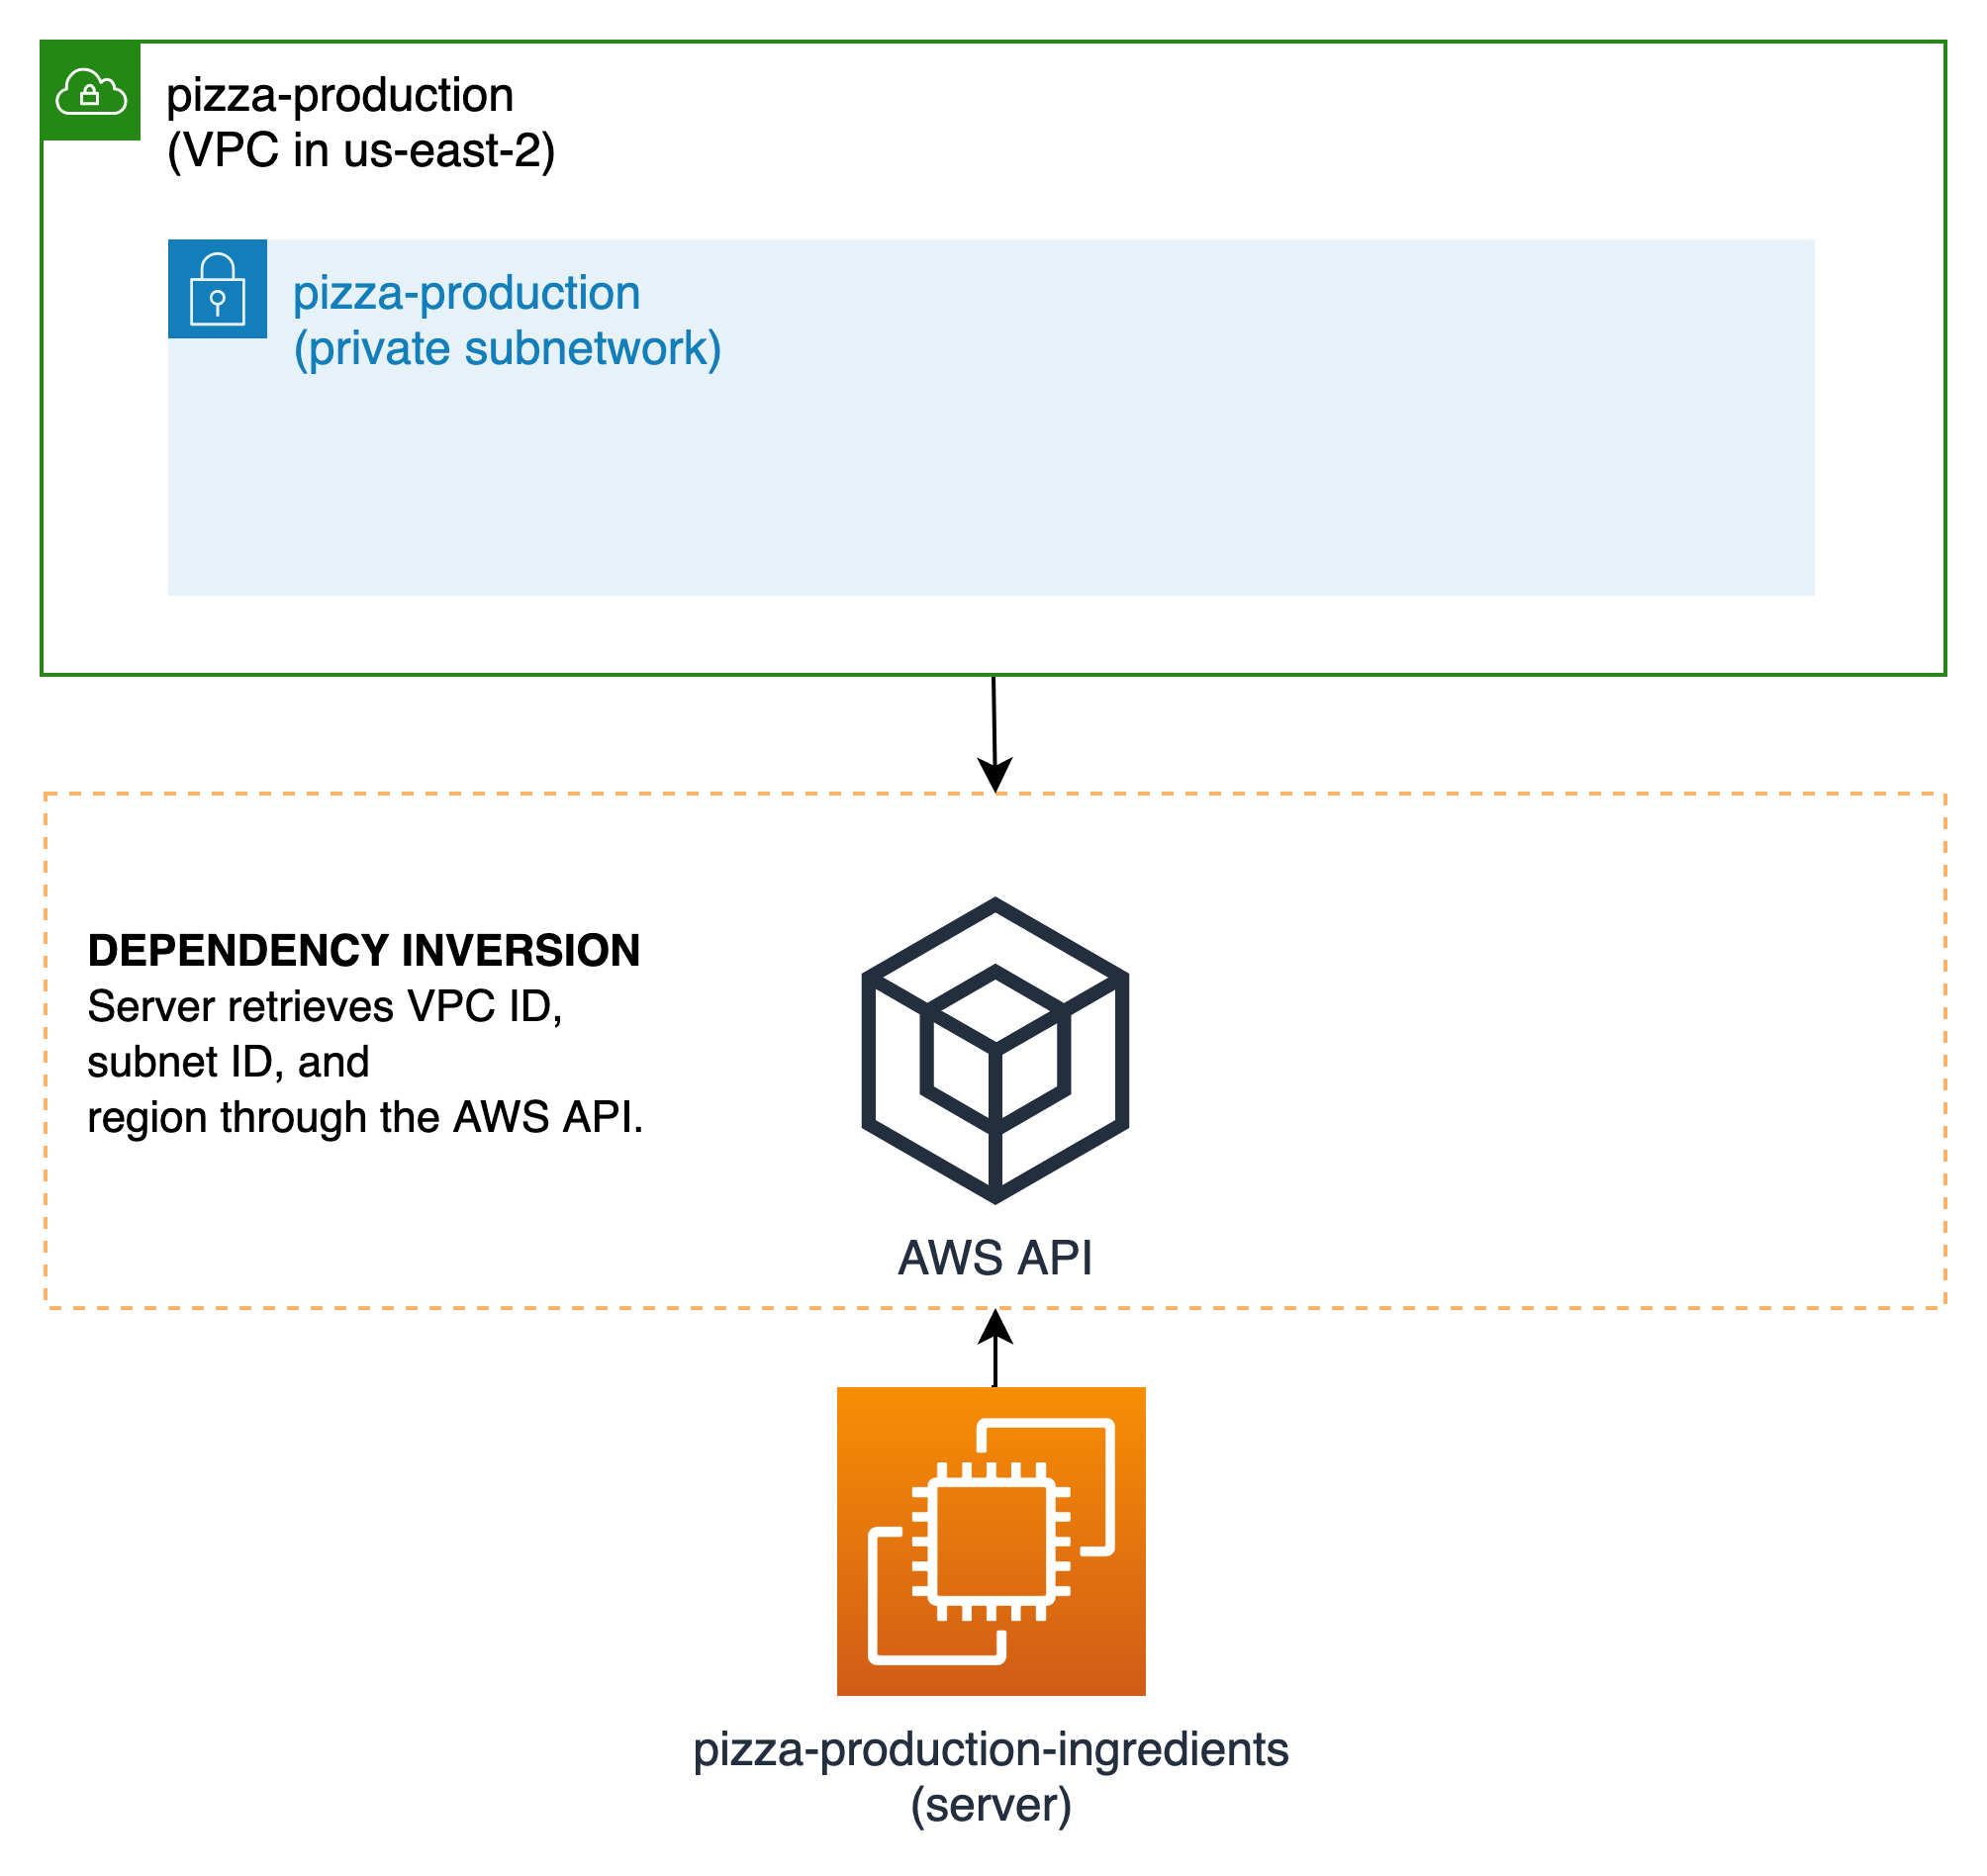 pizza-production
(VPC in us-east-2)
pizza-production
(private subnetwork)
DEPENDENCY INVERSION
Server retrieves VPC ID,
subnet ID, and
region through the AWS API.
AWS API
pizza-production-ingredients
(server)